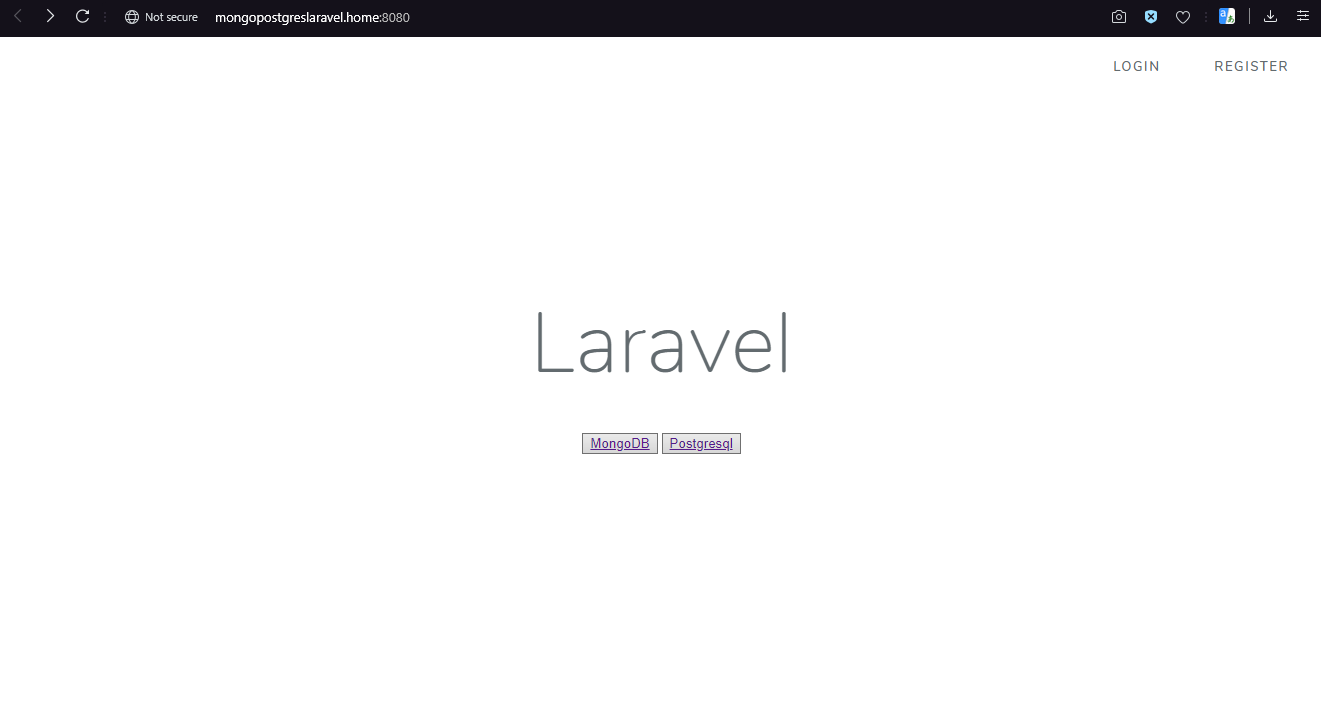 Not secure mongopostgreslaravel.home:8080
LOGIN REGISTER
Laravel
MongoDB Postgresql